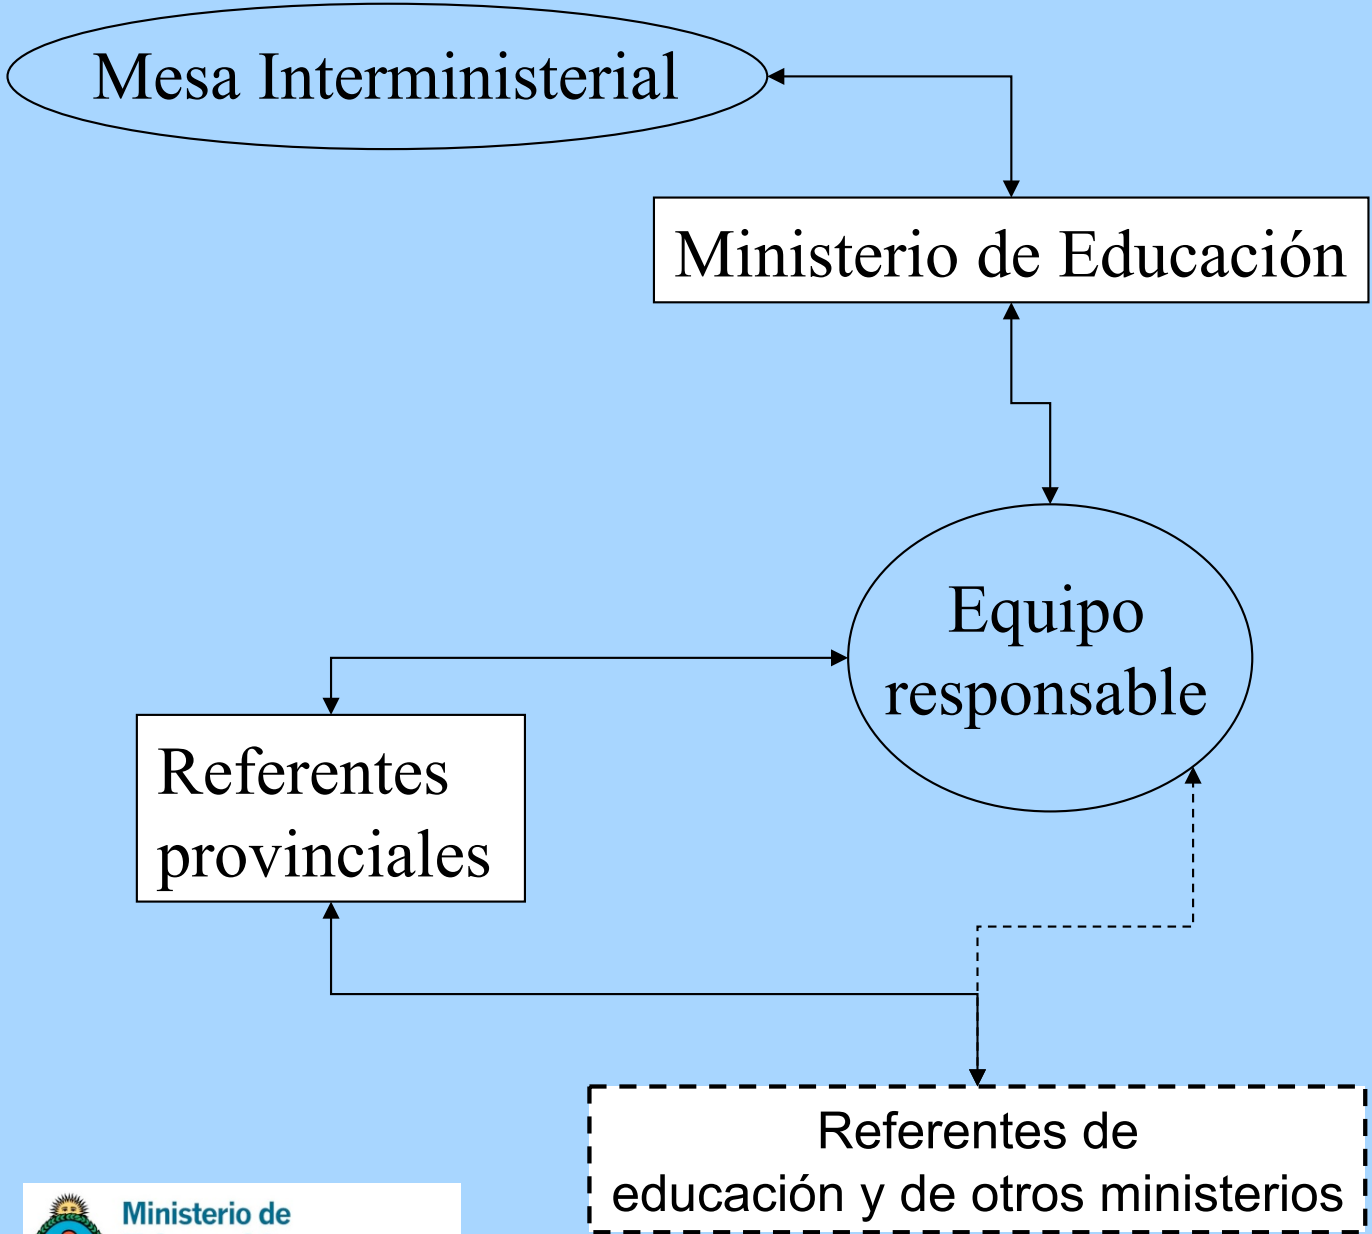 Mesa Interministerial
Ministerio de Educación
Equipo
responsable
Referentes
provinciales
Referentes de
educación y de otros ministerios
Ministerio de